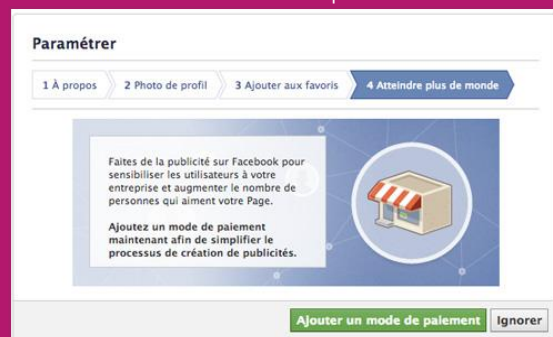 Paramétrer
1 À propos 2 Photo de profil 3 Ajouter aux favoris 4 Atteindre plus de monde
Faites de la publicité sur Facebook pour
sensibiliser les utilisateurs à votre
entreprise et augmenter le nombre de
personnes qui aiment votre Page.
Ajoutez un mode de paiement
maintenant afin de simplifier le
processus de création de publicités.
Ajouter un mode de paiement Ignorer